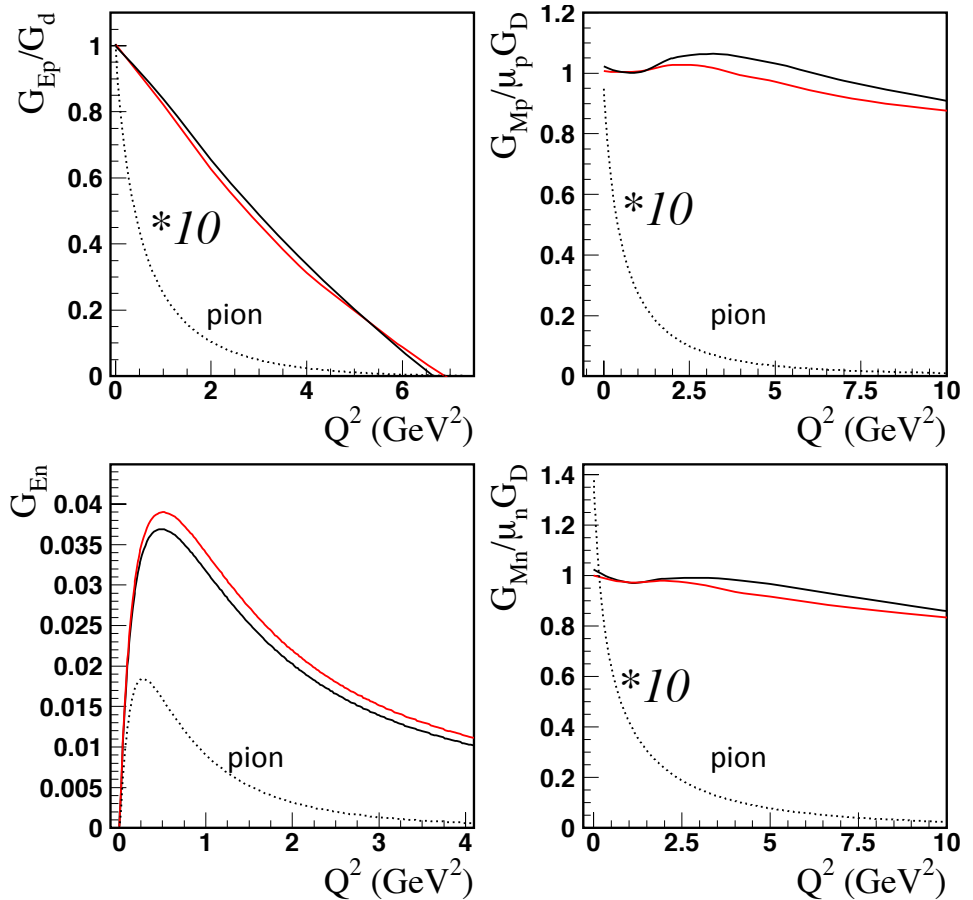 G_Ep/G_d
1
0.8
0.6
0.4
0.2
0
*10
pion
0 2 4 6
Q^2 (GeV^2)
G_Mp/μ_p G_D
1.2
1
0.8
0.6
0.4
0.2
0
*10
pion
0 2.5 5 7.5 10
Q^2 (GeV^2)
G_En
0.04
0.035
0.03
0.025
0.02
0.015
0.01
0.005
0
pion
0 1 2 3 4
Q^2 (GeV^2)
G_Mn/μ_n G_D
1.4
1.2
1
0.8
0.6
0.4
0.2
0
*10
pion
0 2.5 5 7.5 10
Q^2 (GeV^2)